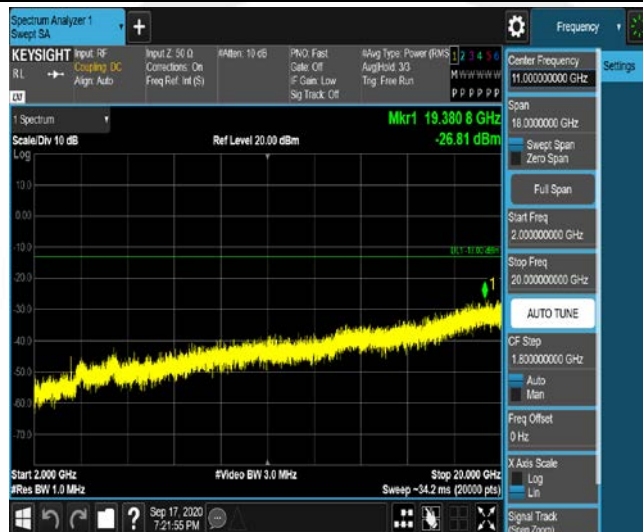 Spectrum Analyzer 1
Swept SA
Frequency
KEYSIGHT
RL
Input: RF
Coupling: DC
Align: Auto
Input Z: 50 Ω
Corrections: On
Freq Ref: Int (S)
#Atten: 10 dB
PNO: Fast
Gate: Off
IF Gain: Low
Sig Track: Off
#Avg Type: Power (RMS
Avg|Hold: 3/3
Trig: Free Run
1 2 3 4 5 6
M W W W W W
P P P P P P
1 Spectrum
Scale/Div 10 dB
Log
Ref Level 20.00 dBm
Mkr1 19.380 8 GHz
-26.81 dBm
10.0
0.00
-10.0
-20.0
-30.0
-40.0
-50.0
-60.0
-70.0
DL1 -13.00 dBm
1
Start 2.000 GHz
#Res BW 1.0 MHz
#Video BW 3.0 MHz
Stop 20.000 GHz
Sweep ~34.2 ms (20000 pts)
Center Frequency
11.000000000 GHz
Settings
Span
18.0000000 GHz
Swept Span
Zero Span
Full Span
Start Freq
2.000000000 GHz
Stop Freq
20.000000000 GHz
AUTO TUNE
CF Step
1.800000000 GHz
Auto
Man
Freq Offset
0 Hz
X Axis Scale
Log
Lin
Signal Track
(Span Zoom)
Sep 17, 2020
7:21:55 PM